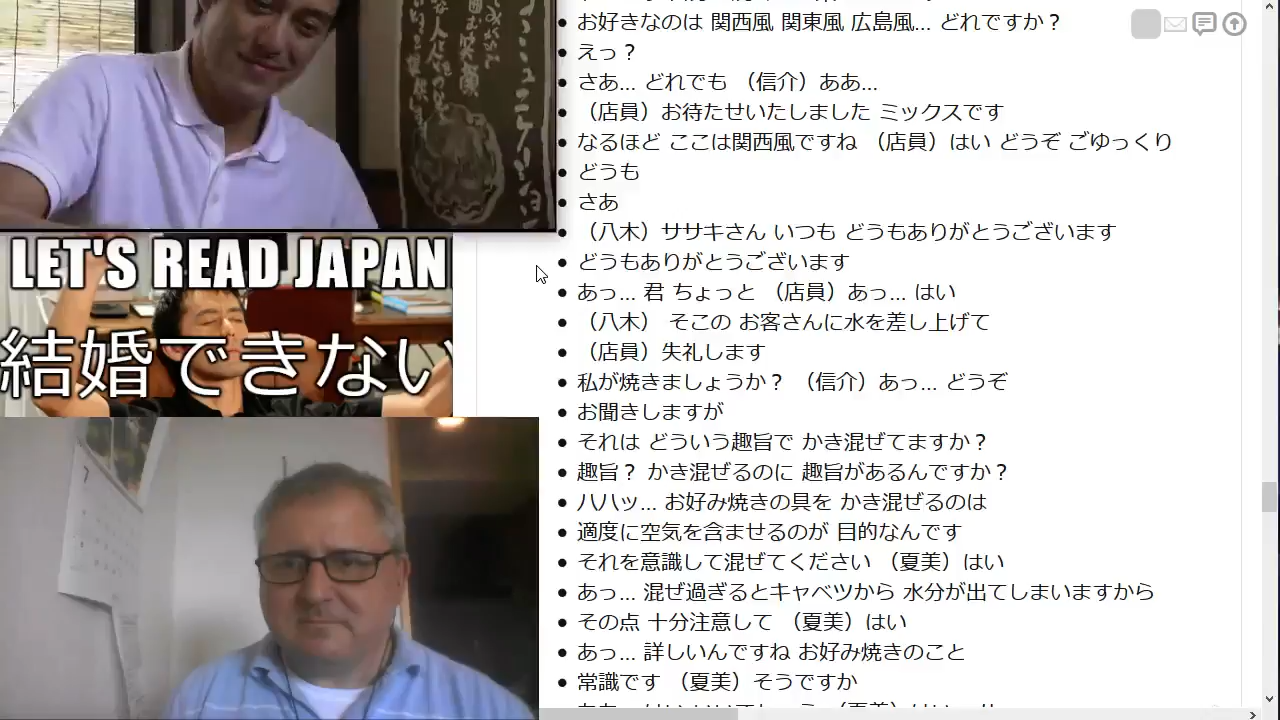 お好きなのは 関西風 関東風 広島風… どれですか？
えっ？
さあ… どれでも （信介）ああ…
（店員）お待たせいたしました ミックスです
なるほど ここは関西風ですね （店員）はい どうぞ ごゆっくり
どうも
さあ
（八木）ササキさん いつも どうもありがとうございます
どうもありがとうございます
あっ… 君 ちょっと （店員）あっ… はい
（八木） そこの お客さんに水を差し上げて
（店員）失礼します
私が焼きましょうか？ （信介）あっ… どうぞ
お聞きしますが
それは どういう趣旨で かき混ぜてますか？
趣旨？ かき混ぜるのに 趣旨があるんですか？
ハハハッ… お好み焼きの具を かき混ぜるのは
適度に空気を含ませるのが 目的なんです
それを意識して混ぜてください （夏美）はい
あっ… 混ぜ過ぎるとキャベツから 水分が出てしまいますから
その点 十分注意して （夏美）はい
あっ… 詳しいんですね お好み焼きのこと
常識です （夏美）そうですか
LET'S READ JAPAN
結婚できない
7